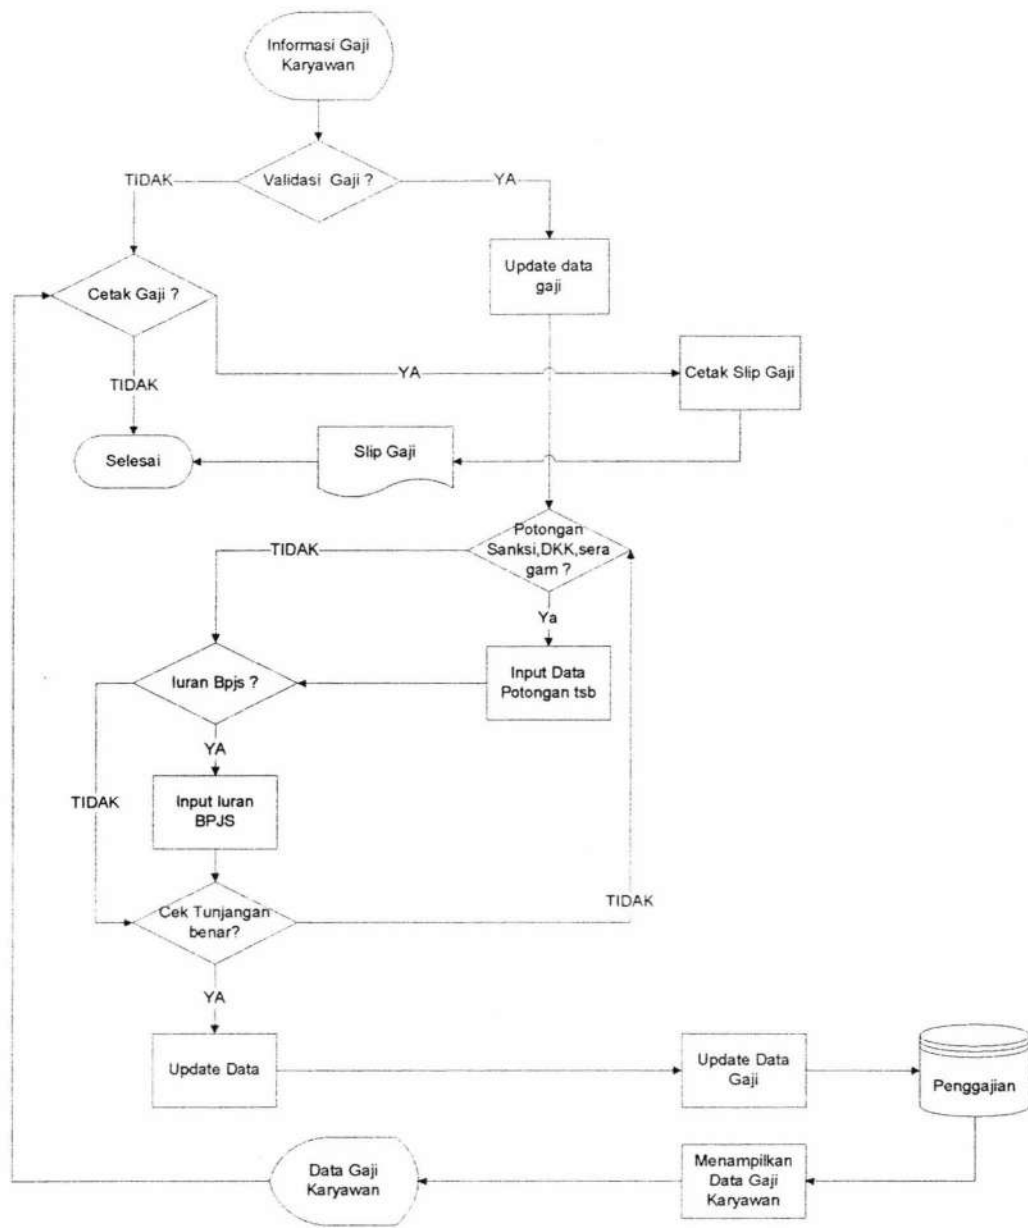 Informasi Gaji
Karyawan
TIDAK
Validasi Gaji ?
YA
Update data
gaji
Cetak Gaji ?
YA
Cetak Slip Gaji
TIDAK
Selesai
Slip Gaji
Potongan
Sanksi,DKK,sera
gam ?
TIDAK
Ya
Input Data
Potongan tsb
Iuran Bpjs ?
YA
TIDAK
Input Iuran
BPJS
Cek Tunjangan
benar?
TIDAK
YA
Update Data
Update Data
Gaji
Penggajian
Data Gaji
Karyawan
Menampilkan
Data Gaji
Karyawan